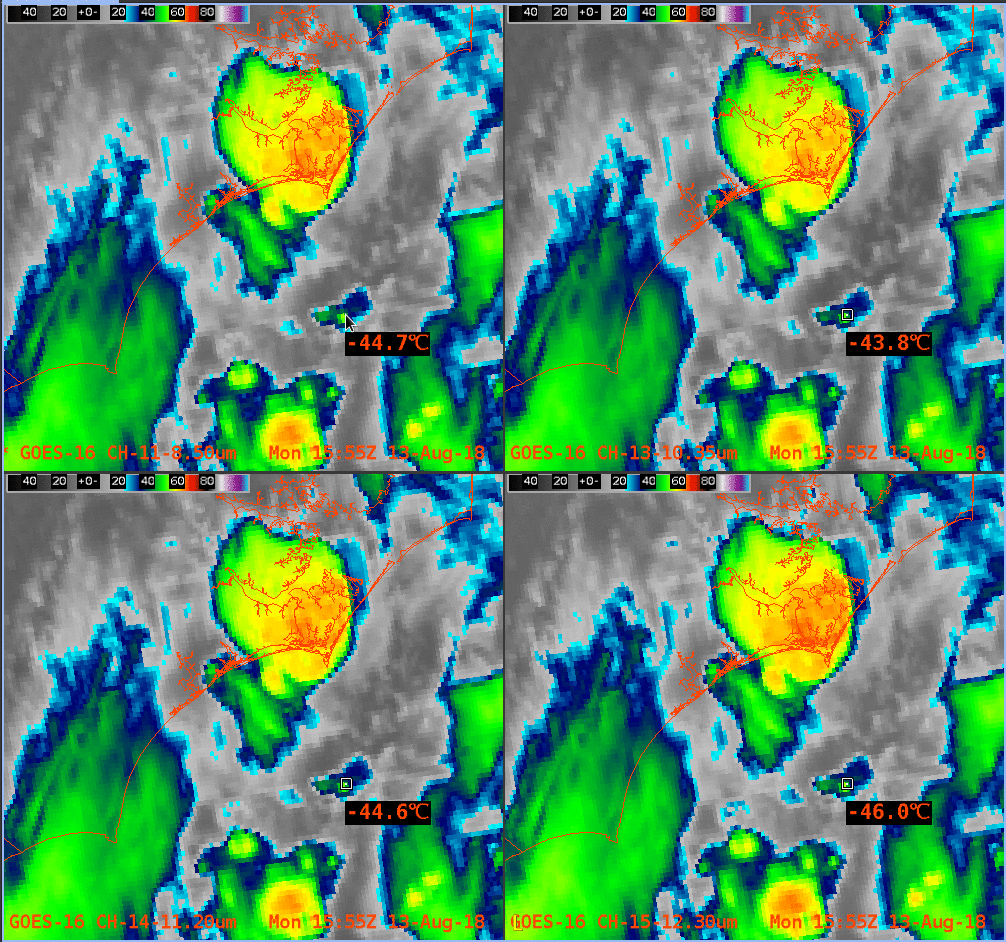 40 20 +0- 20 40 60 80
40 20 +0- 20 40 60 80
-44.7℃
-43.8℃
* GOES-16 CH-11-8.50um Mon 15:55Z 13-Aug-18
GOES-16 CH-13-10.35um Mon 15:55Z 13-Aug-18
40 20 +0- 20 40 60 80
40 20 +0- 20 40 60 80
-44.6℃
-46.0℃
GOES-16 CH-14-11.20um Mon 15:55Z 13-Aug-18
GOES-16 CH-15-12.30um Mon 15:55Z 13-Aug-18